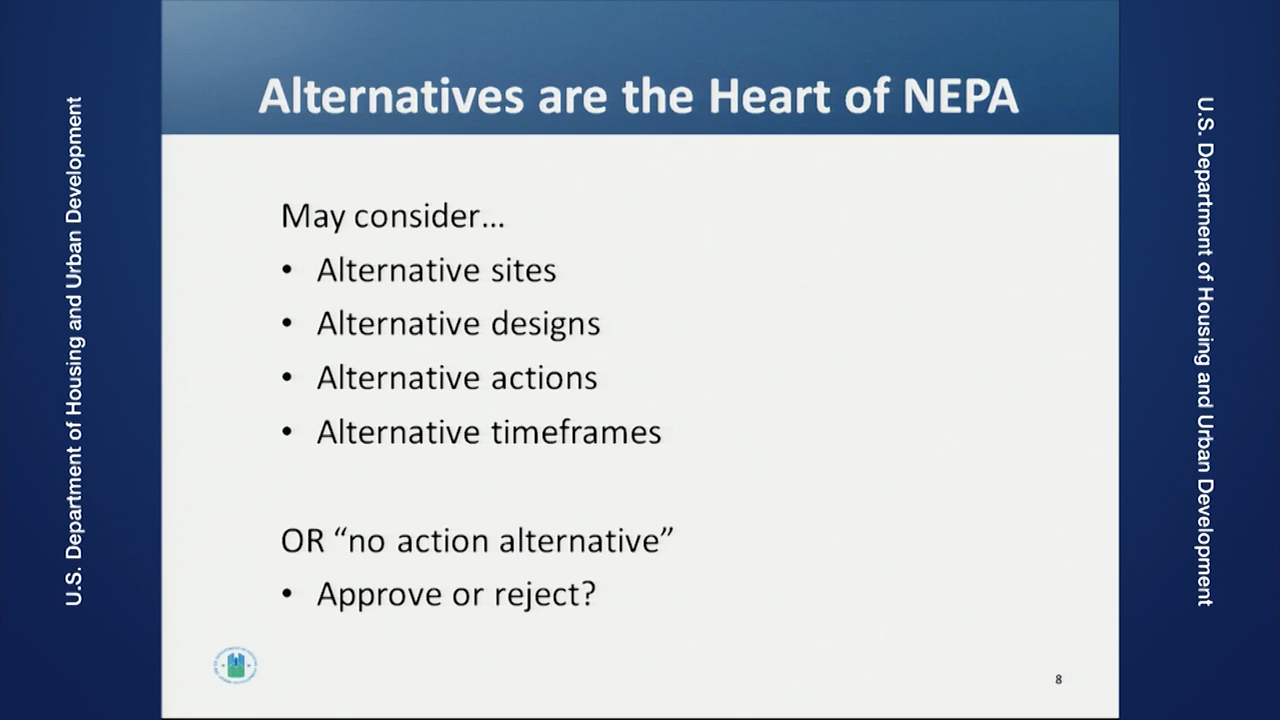 Alternatives are the Heart of NEPA
May consider...
• Alternative sites
• Alternative designs
• Alternative actions
• Alternative timeframes
OR “no action alternative”
• Approve or reject?
8
U.S. Department of Housing and Urban Development
U.S. Department of Housing and Urban Development